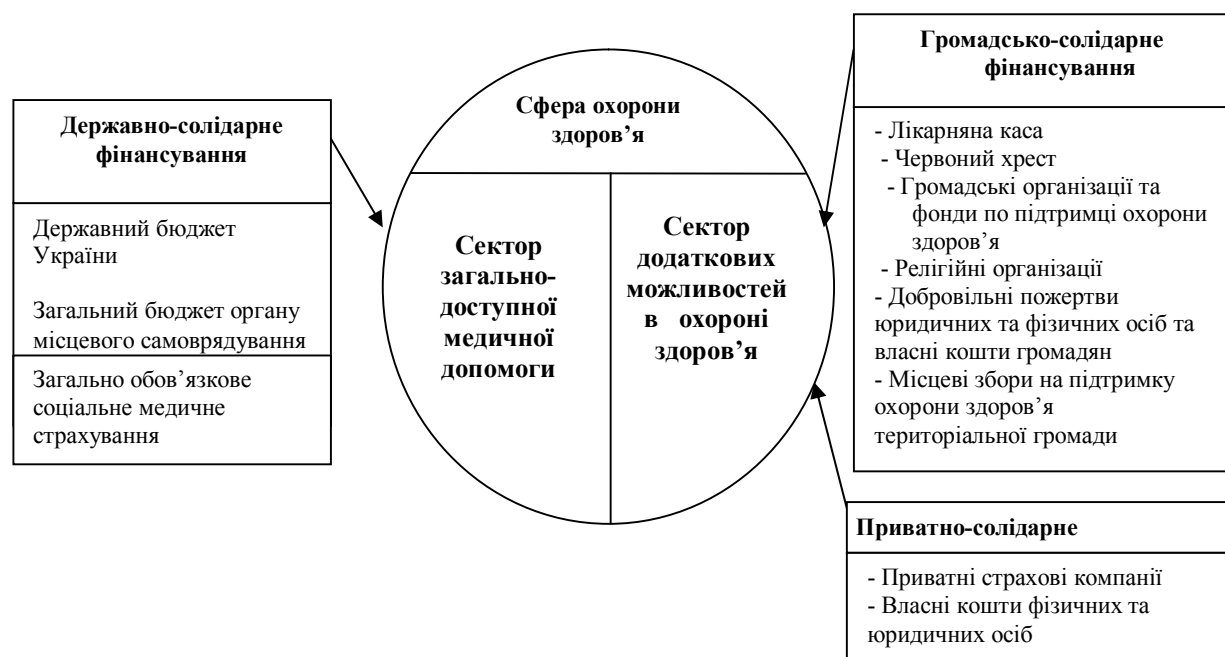 Державно-солідарне
фінансування
Державний бюджет
України
Загальний бюджет органу
місцевого самоврядування
Загально обов’язкове
соціальне медичне
страхування
Сфера охорони
здоров’я
Сектор
загально-
доступної
медичної
допомоги
Сектор
додаткових
можливостей
в охороні
здоров’я
Громадсько-солідарне
фінансування
- Лікарняна каса
- Червоний хрест
- Громадські організації та
фонди по підтримці охорони
здоров’я
- Релігійні організації
- Добровільні пожертви
юридичних та фізичних осіб та
власні кошти громадян
- Місцеві збори на підтримку
охорони здоров’я
територіальної громади
Приватно-солідарне
- Приватні страхові компанії
- Власні кошти фізичних та
юридичних осіб